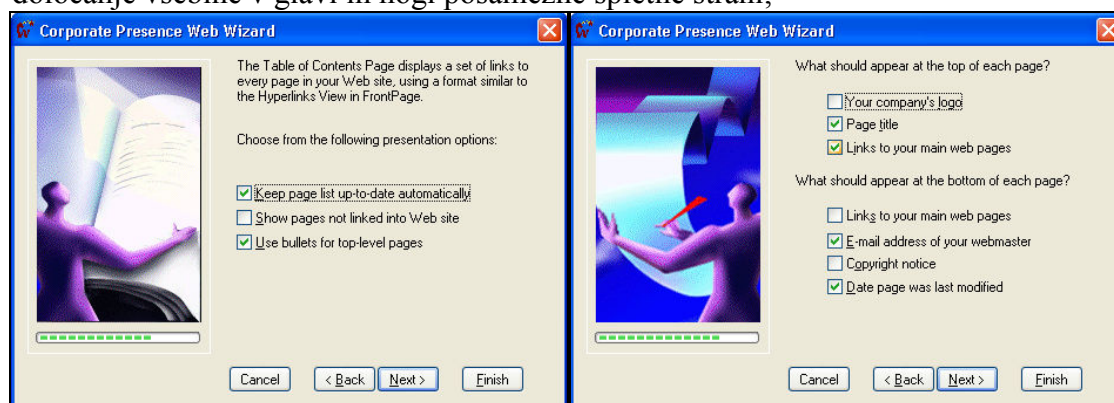 določanje vsebine v glavi in nogi posamezne spletne strani;
Corporate Presence Web Wizard
The Table of Contents Page displays a set of links to
every page in your Web site, using a format similar to
the Hyperlinks View in FrontPage.
Choose from the following presentation options:
Keep page list up-to-date automatically
Show pages not linked into Web site
Use bullets for top-level pages
Cancel
< Back
Next >
Finish
Corporate Presence Web Wizard
What should appear at the top of each page?
Your company's logo
Page title
Links to your main web pages
What should appear at the bottom of each page?
Links to your main web pages
E-mail address of your webmaster
Copyright notice
Date page was last modified
Cancel
< Back
Next >
Finish